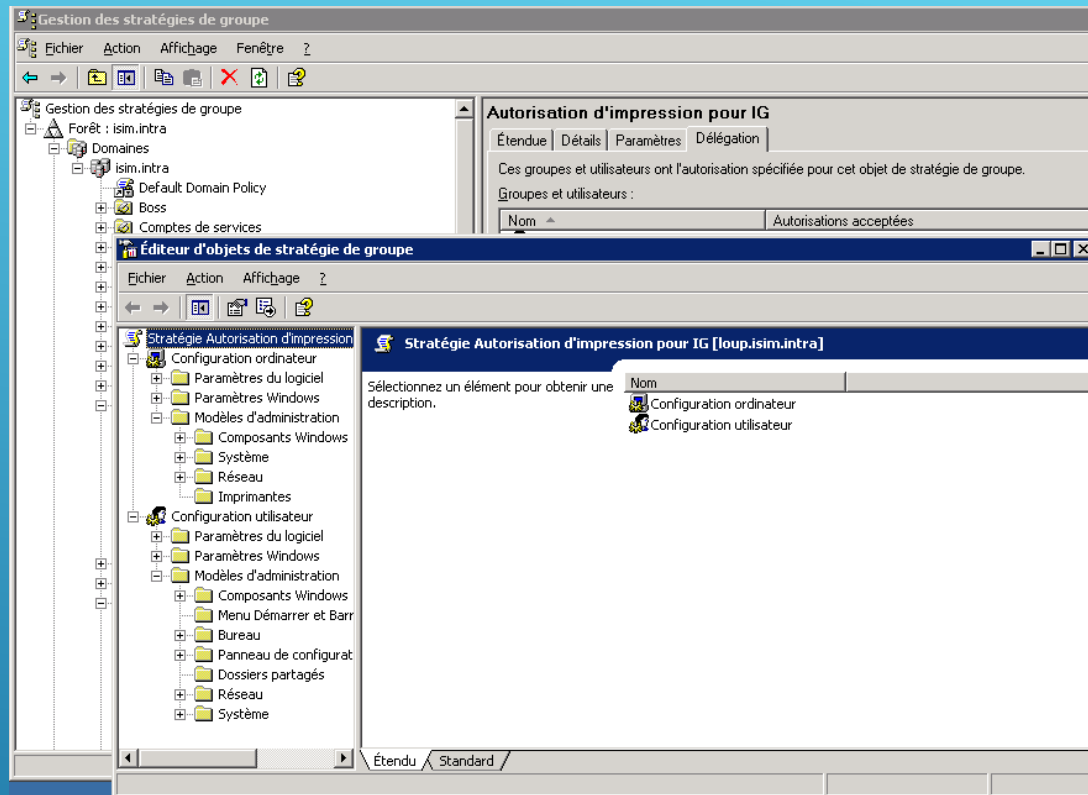 Gestion des stratégies de groupe
Fichier Action Affichage Fenêtre ?
Gestion des stratégies de groupe
Forêt : isim.intra
Domaines
isim.intra
Default Domain Policy
Boss
Comptes de services
Autorisation d'impression pour IG
Étendue Détails Paramètres Délégation
Ces groupes et utilisateurs ont l'autorisation spécifiée pour cet objet de stratégie de groupe.
Groupes et utilisateurs :
Nom Autorisations acceptées
Éditeur d'objets de stratégie de groupe
Fichier Action Affichage ?
Stratégie Autorisation d'impression
Configuration ordinateur
Paramètres du logiciel
Paramètres Windows
Modèles d'administration
Composants Windows
Système
Réseau
Imprimantes
Configuration utilisateur
Paramètres du logiciel
Paramètres Windows
Modèles d'administration
Composants Windows
Menu Démarrer et Barr
Bureau
Panneau de configurat
Dossiers partagés
Réseau
Système
Stratégie Autorisation d'impression pour IG [loup.isim.intra]
Sélectionnez un élément pour obtenir une
description.
Nom
Configuration ordinateur
Configuration utilisateur
Étendu Standard